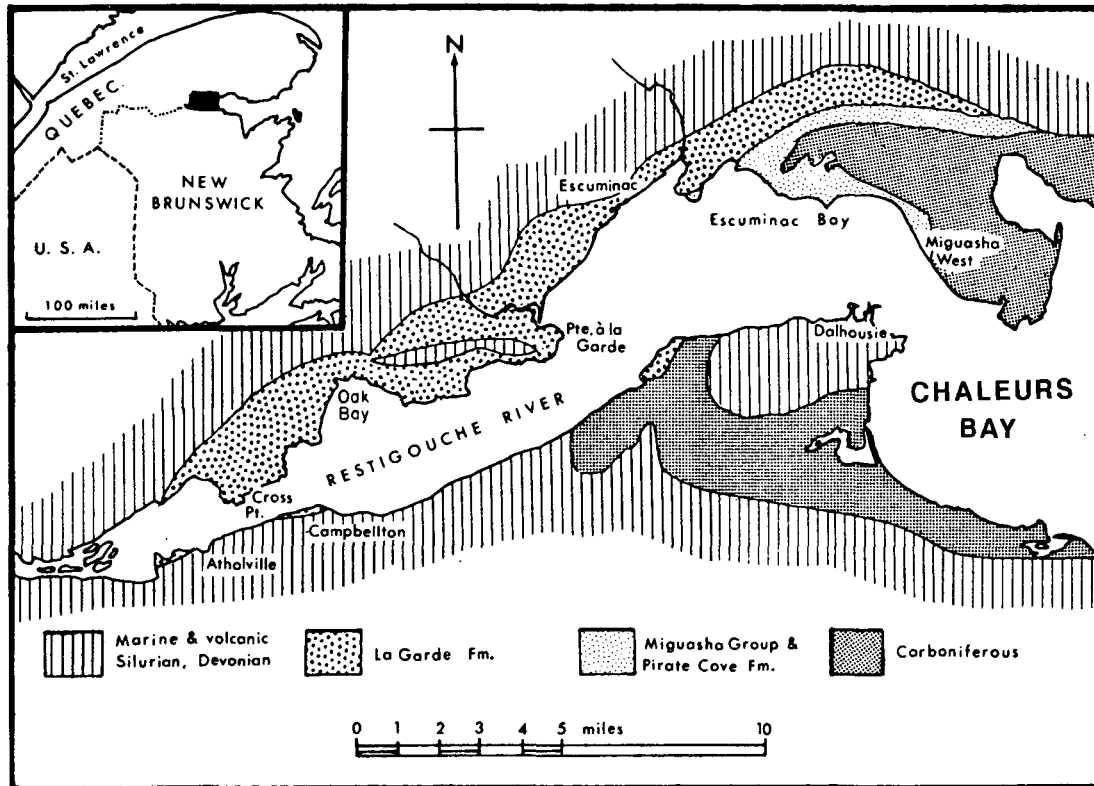 St. Lawrence
QUEBEC
NEW
BRUNSWICK
U. S. A.
100 miles
N
Escuminac
Escuminac Bay
Miguasha
West
Pte. à la
Garde
Dalhousie
Oak
Bay
RESTIGOUCHE RIVER
CHALEURS
BAY
Cross
Pt.
Campbellton
Atholville
Marine & volcanic
Silurian, Devonian
La Garde Fm.
Miguasha Group &
Pirate Cove Fm.
Carboniferous
0 1 2 3 4 5 miles 10